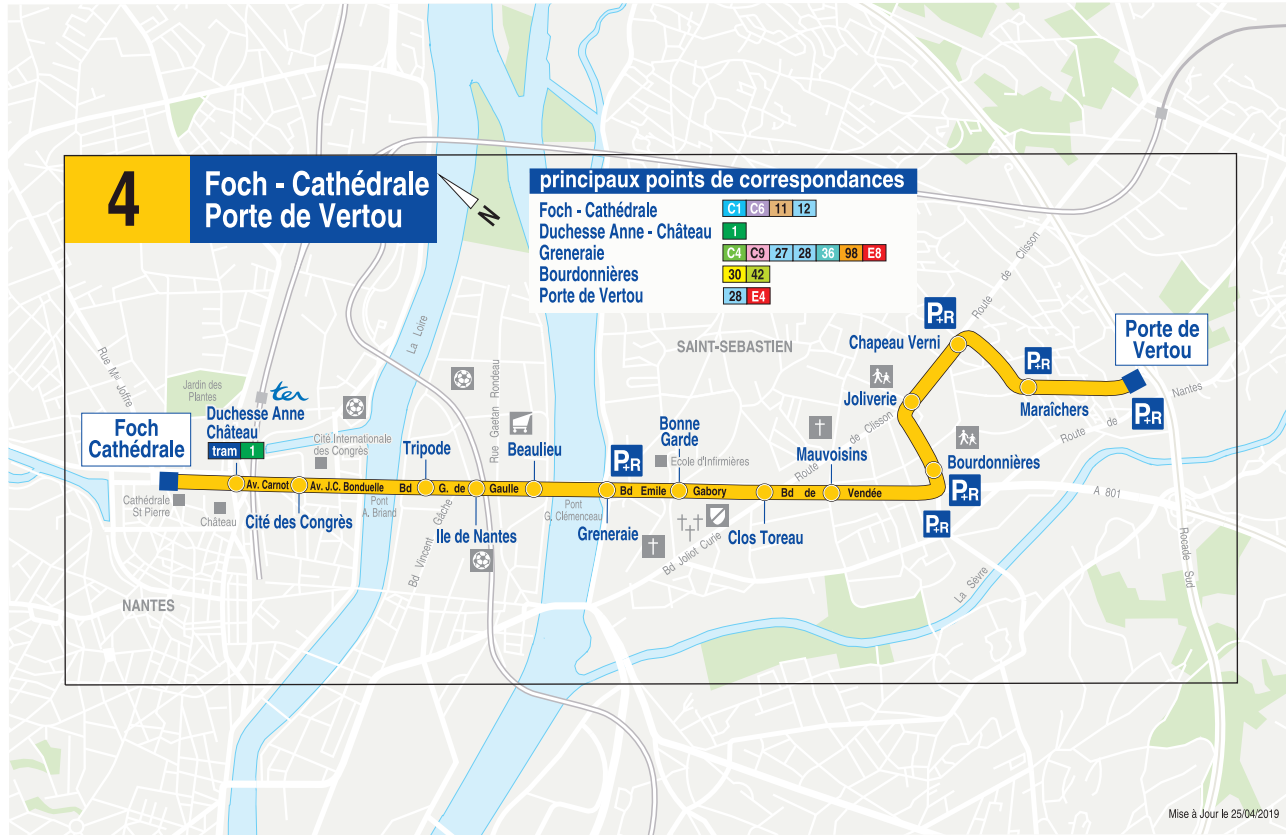 4
Foch - Cathédrale
Porte de Vertou
N
principaux points de correspondances
Foch - Cathédrale C1 C6 11 12
Duchesse Anne - Château 1
Greneraie C4 C9 27 28 36 98 E8
Bourdonnières 30 42
Porte de Vertou 28 E4
La Loire
Rue Gaetan Rondeau
SAINT-SEBASTIEN
Route de Clisson
P+R
Chapeau Verni
P+R
Maraîchers
Porte de
Vertou
P+R
Route de Nantes
Joliverie
Route de Clisson
Bourdonnières
P+R
A 801
Rue Mal Joffre
Jardin des
Plantes
ter
Duchesse Anne
Château
tram 1
Foch
Cathédrale
Cité Internationale
des Congrès
Tripode
Beaulieu
P+R
Bonne
Garde
Ecole d'Infirmières
Mauvoisins
Av. Carnot
Av. J.C. Bonduelle
Bd G. de Gaulle
Bd Emile Gabory
Bd de Vendée
Cathédrale
St Pierre
Château
Cité des Congrès
Pont
A. Briand
Bd Vincent Gâche
Ile de Nantes
Pont
G. Clémenceau
Greneraie
Bd Joliot Curie
Clos Toreau
La Sèvre
Rocade Sud
NANTES
Mise à Jour le 25/04/2019